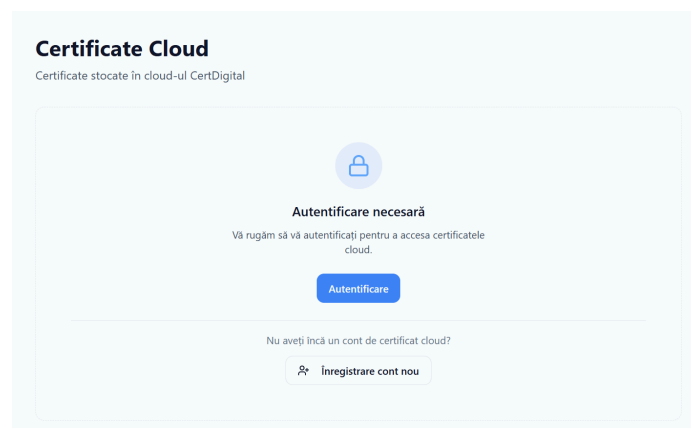 Certificate Cloud
Certificate stocate în cloud-ul CertDigital
Autentificare necesară
Vă rugăm să vă autentificați pentru a accesa certificatele
cloud.
Autentificare
Nu aveți încă un cont de certificat cloud?
Înregistrare cont nou